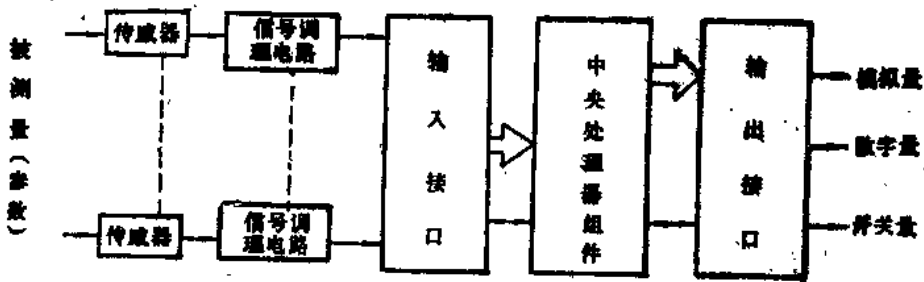 被测量(参数)
传感器
信号调
理电路
传感器
信号调
理电路
输入接口
中央处理器组件
输出接口
模拟量
数字量
开关量